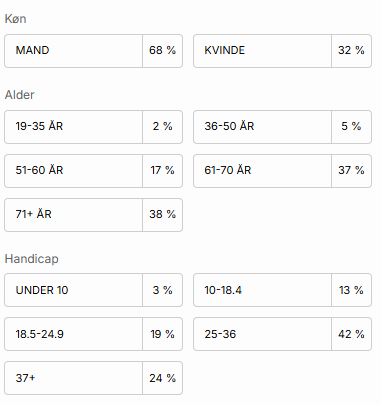 Køn
MAND 68 % KVINDE 32 %
Alder
19-35 ÅR 2 % 36-50 ÅR 5 %
51-60 ÅR 17 % 61-70 ÅR 37 %
71+ ÅR 38 %
Handicap
UNDER 10 3 % 10-18.4 13 %
18.5-24.9 19 % 25-36 42 %
37+ 24 %